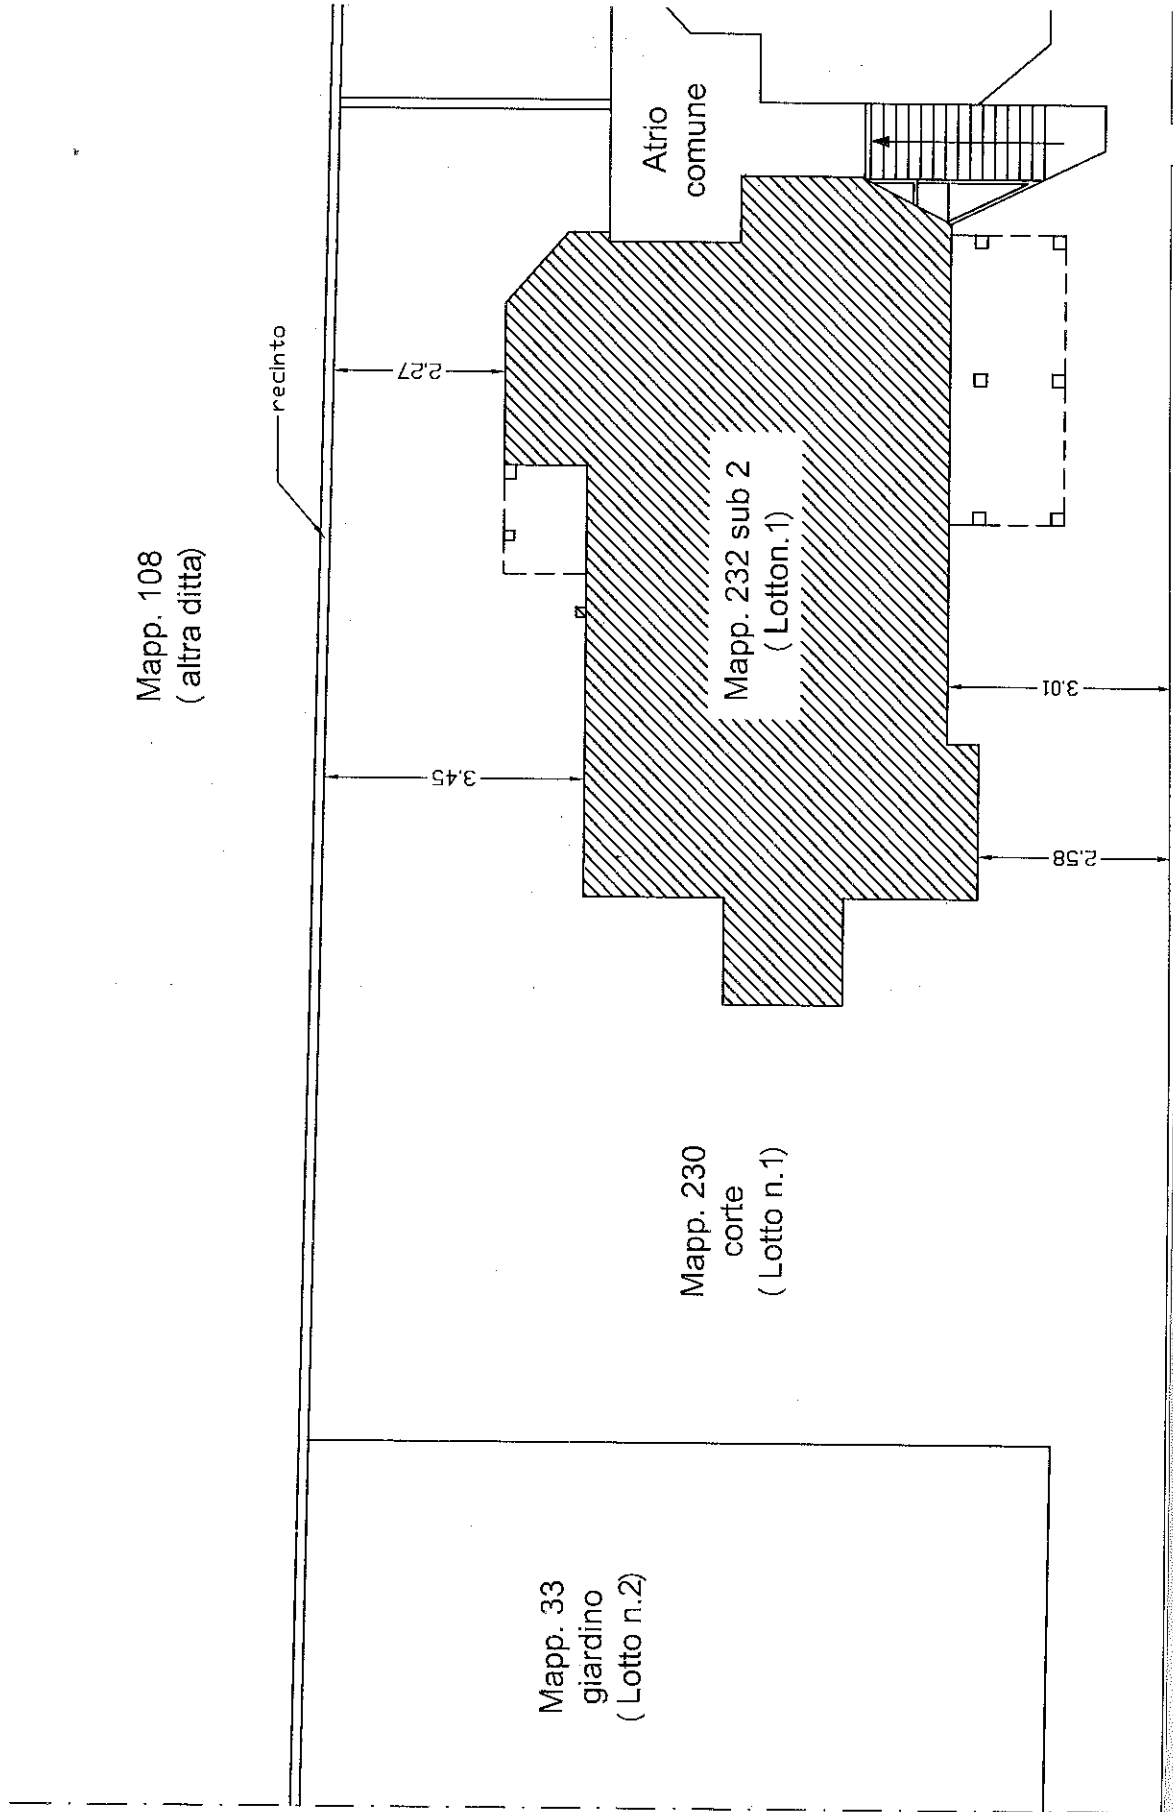 Mapp. 108
( altra ditta)
recinto
Atrio
comune
2.27
3.45
Mapp. 232 sub 2
( Lotton.1)
3.01
2.58
Mapp. 230
corte
( Lotto n.1)
Mapp. 33
giardino
( Lotto n.2)